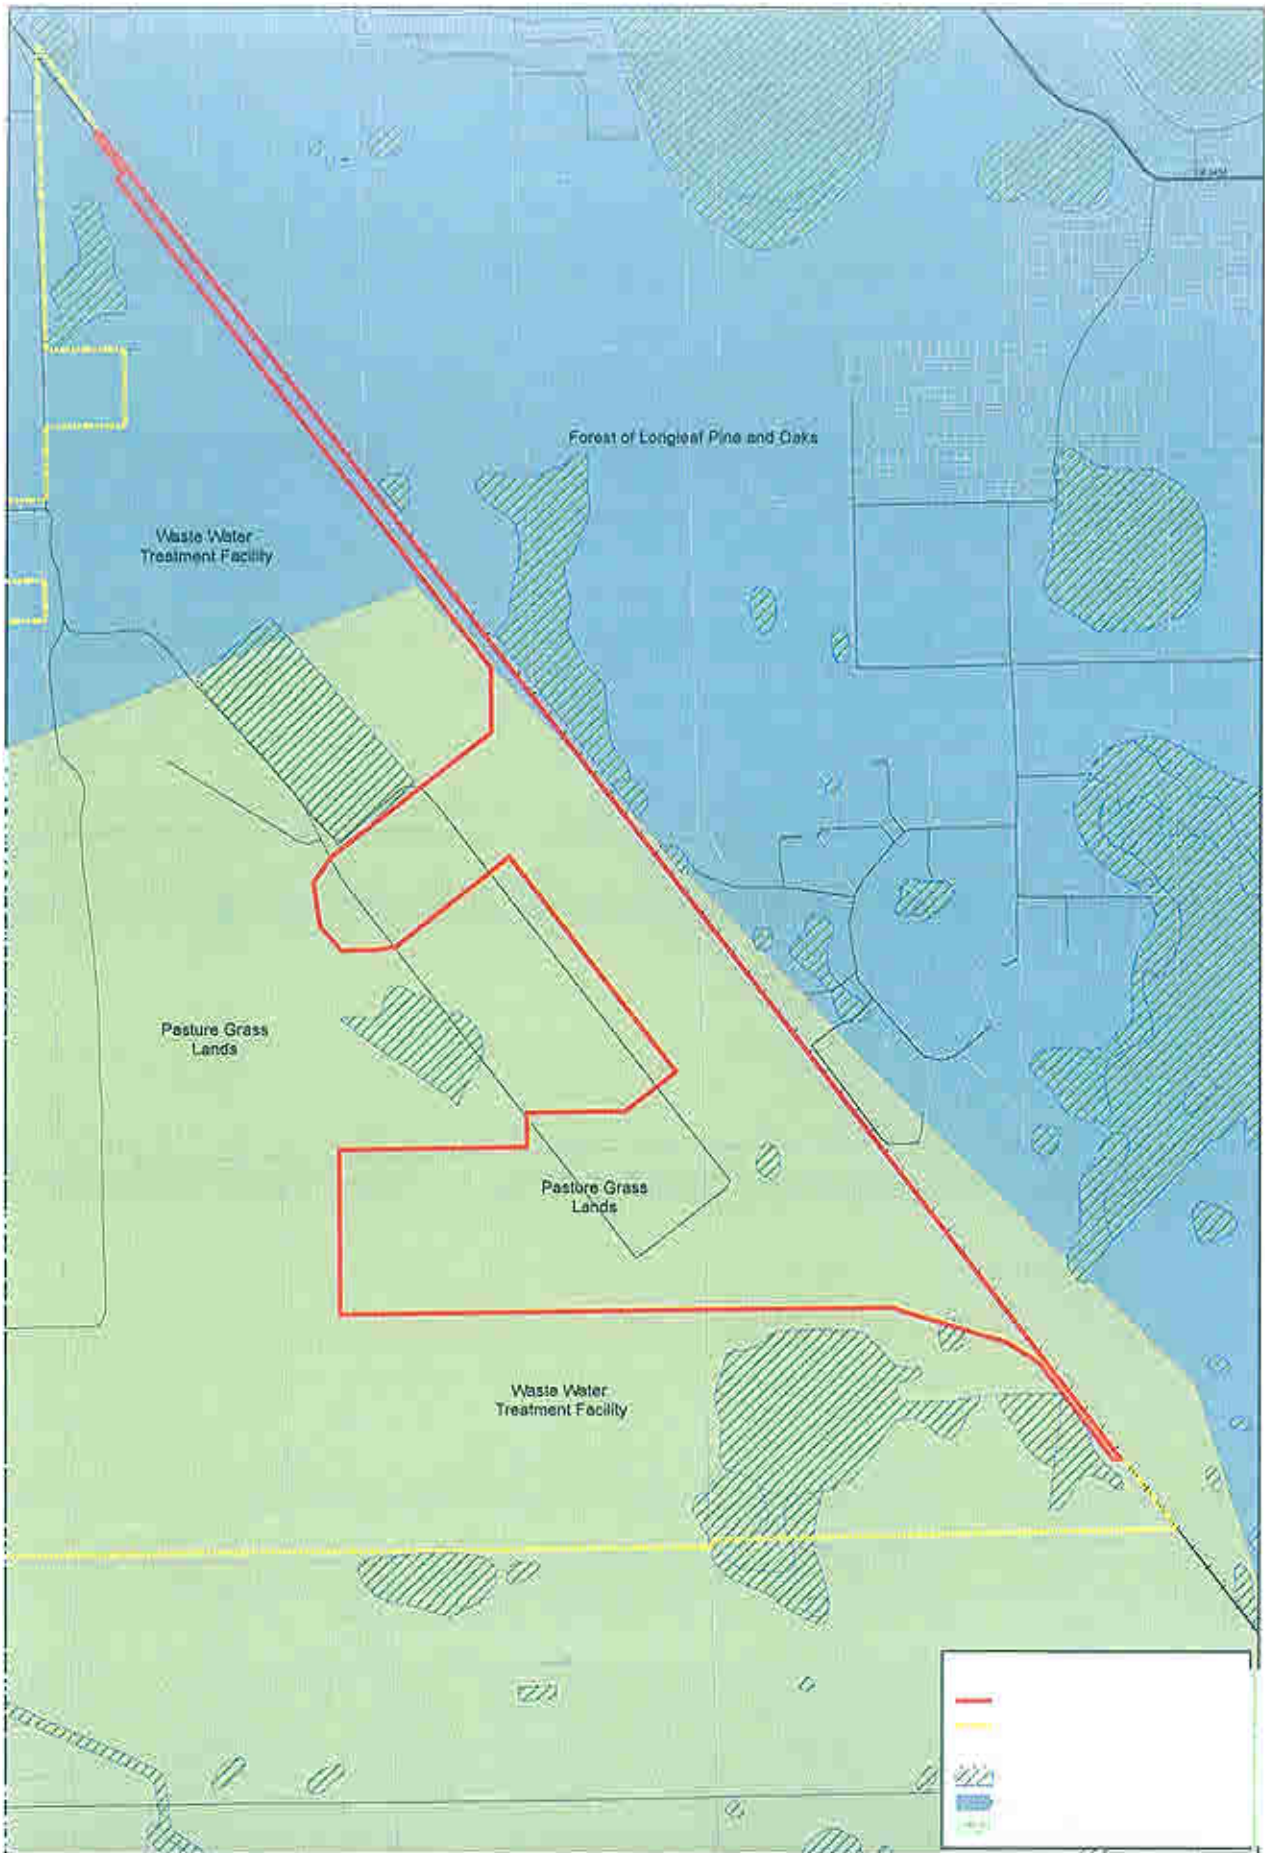 Forest of Longleaf Pine and Oaks
Waste Water
Treatment Facility
Pasture Grass
Lands
Pasture Grass
Lands
Waste Water
Treatment Facility